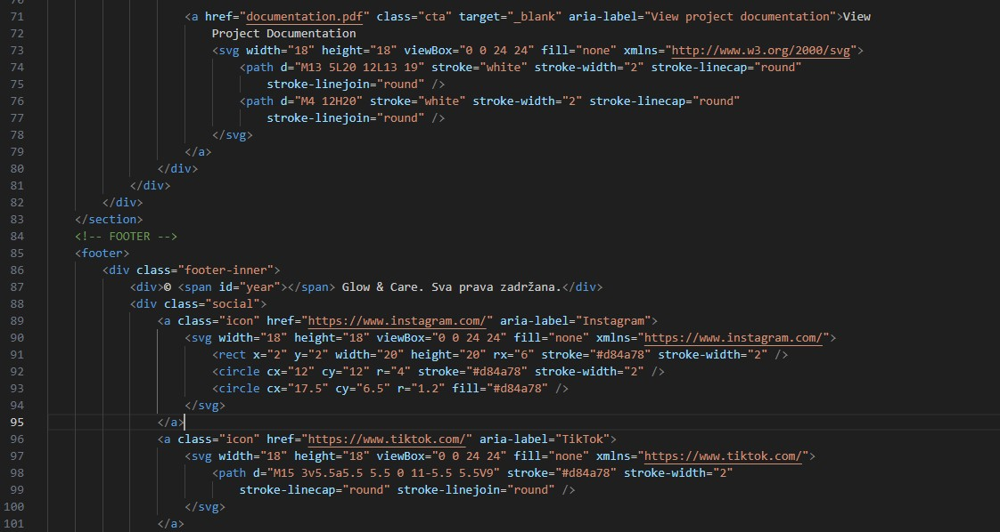 71 <a href="documentation.pdf" class="cta" target="_blank" aria-label="View project documentation">View
72 Project Documentation
73 <svg width="18" height="18" viewBox="0 0 24 24" fill="none" xmlns="http://www.w3.org/2000/svg">
74 <path d="M13 5L20 12L13 19" stroke="white" stroke-width="2" stroke-linecap="round"
75 stroke-linejoin="round" />
76 <path d="M4 12H20" stroke="white" stroke-width="2" stroke-linecap="round"
77 stroke-linejoin="round" />
78 </svg>
79 </a>
80 </div>
81 </div>
82 </div>
83 </section>
84 <!-- FOOTER -->
85 <footer>
86 <div class="footer-inner">
87 <div>© <span id="year"></span> Glow & Care. Sva prava zadržana.</div>
88 <div class="social">
89 <a class="icon" href="https://www.instagram.com/" aria-label="Instagram">
90 <svg width="18" height="18" viewBox="0 0 24 24" fill="none" xmlns="https://www.instagram.com/">
91 <rect x="2" y="2" width="20" height="20" rx="6" stroke="#d84a78" stroke-width="2" />
92 <circle cx="12" cy="12" r="4" stroke="#d84a78" stroke-width="2" />
93 <circle cx="17.5" cy="6.5" r="1.2" fill="#d84a78" />
94 </svg>
95 </a>
96 <a class="icon" href="https://www.tiktok.com/" aria-label="TikTok">
97 <svg width="18" height="18" viewBox="0 0 24 24" fill="none" xmlns="https://www.tiktok.com/">
98 <path d="M15 3v5.5a5.5 5.5 0 11-5.5 5.5V9" stroke="#d84a78" stroke-width="2"
99 stroke-linecap="round" stroke-linejoin="round" />
100 </svg>
101 </a>